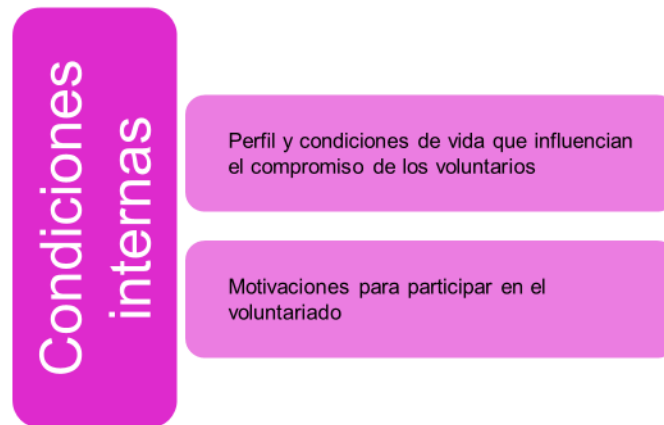 Condiciones
internas
Perfil y condiciones de vida que influencian
el compromiso de los voluntarios
Motivaciones para participar en el
voluntariado